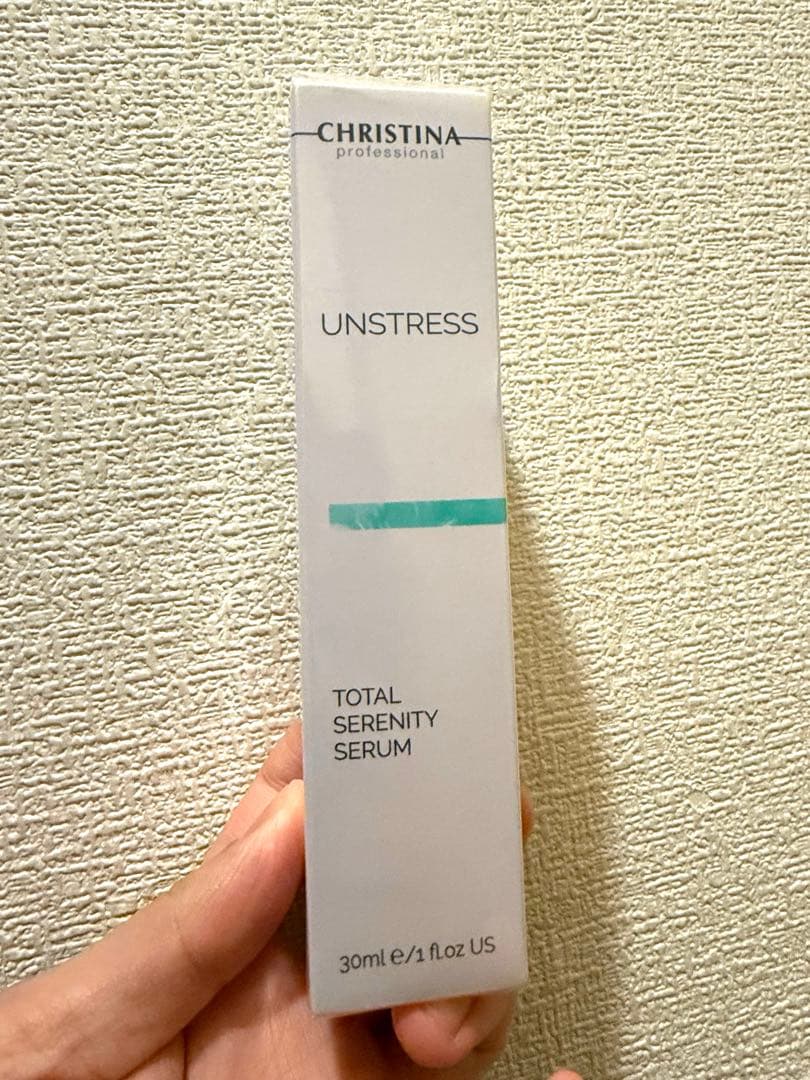 CHRISTINA
professional
UNSTRESS
TOTAL
SERENITY
SERUM
30ml e/1 fl.oz US